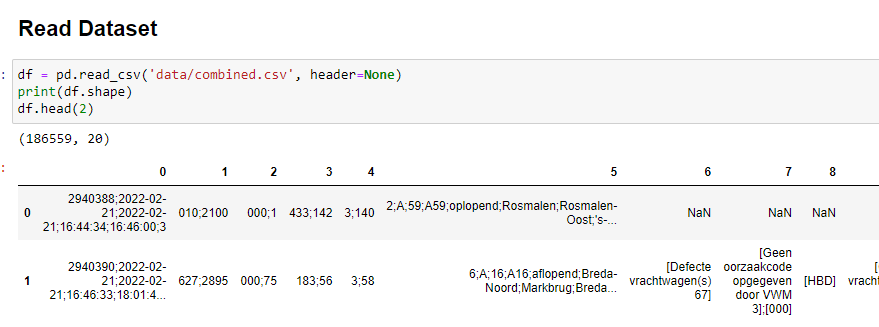 Read Dataset
: df = pd.read_csv('data/combined.csv', header=None)
print(df.shape)
df.head(2)
(186559, 20)
:
0 1 2 3 4 5 6 7 8
0 2940388;2022-02-21;2022-02-21;16:44:34;16:46:00;3 010;2100 000;1 433;142 3;140 2;A;59;A59;oplopend;Rosmalen;Rosmalen-Oost;'s-... NaN NaN NaN
1 2940390;2022-02-21;2022-02-21;16:46:33;18:01:4... 627;2895 000;75 183;56 3;58 6;A;16;A16;aflopend;Breda-Noord;Markbrug;Breda... [Defecte vrachtwagen(s) 67] [Geen oorzaakcode opgegeven door VWM 3];[000] [HBD]